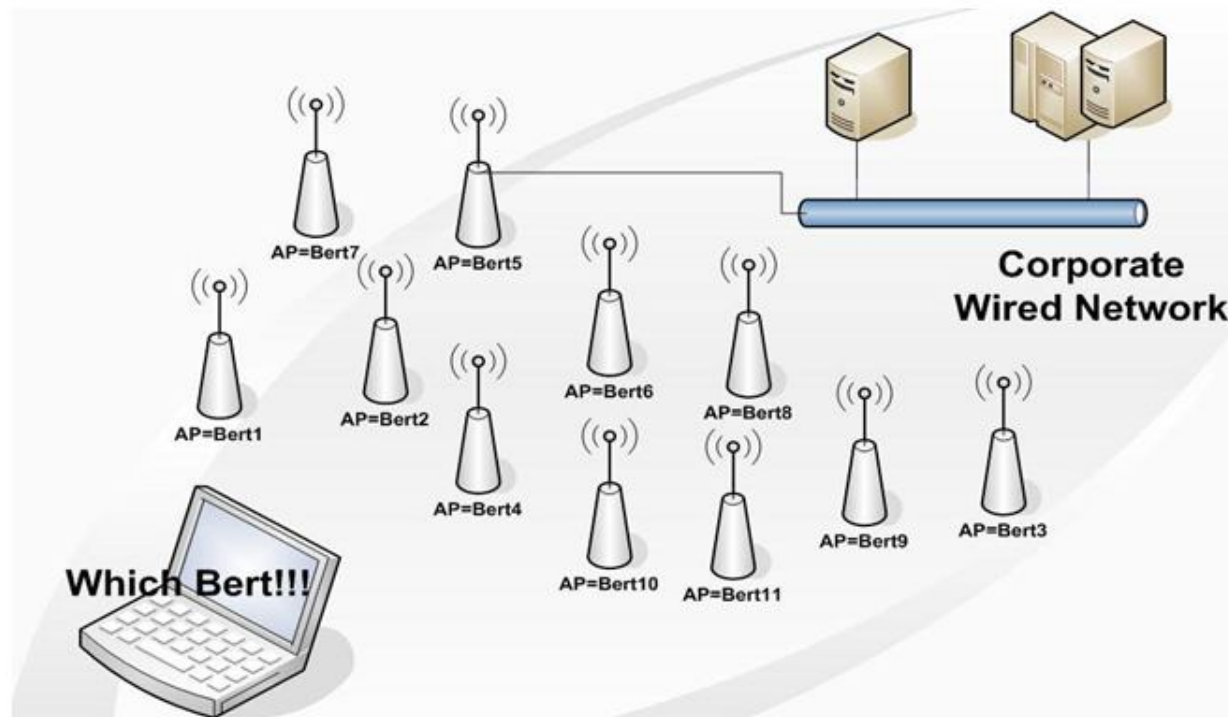 AP=Bert7
AP=Bert5
Corporate
Wired Network
AP=Bert1
AP=Bert2
AP=Bert6
AP=Bert8
AP=Bert4
AP=Bert9
AP=Bert3
AP=Bert10
AP=Bert11
Which Bert!!!